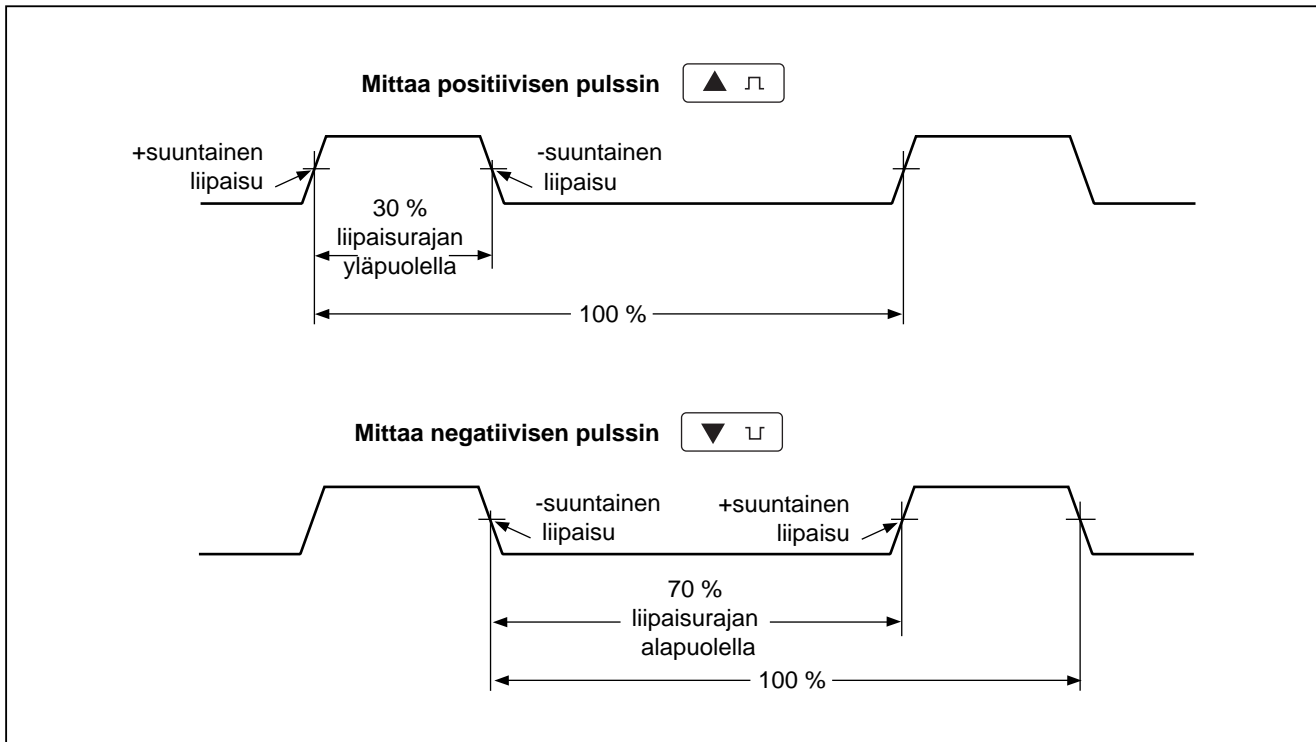 Mittaa positiivisen pulssin
+suuntainen
liipaisu
-suuntainen
liipaisu
30 %
liipaisurajan
yläpuolella
100 %
Mittaa negatiivisen pulssin
-suuntainen
liipaisu
+suuntainen
liipaisu
70 %
liipaisurajan
alapuolella
100 %